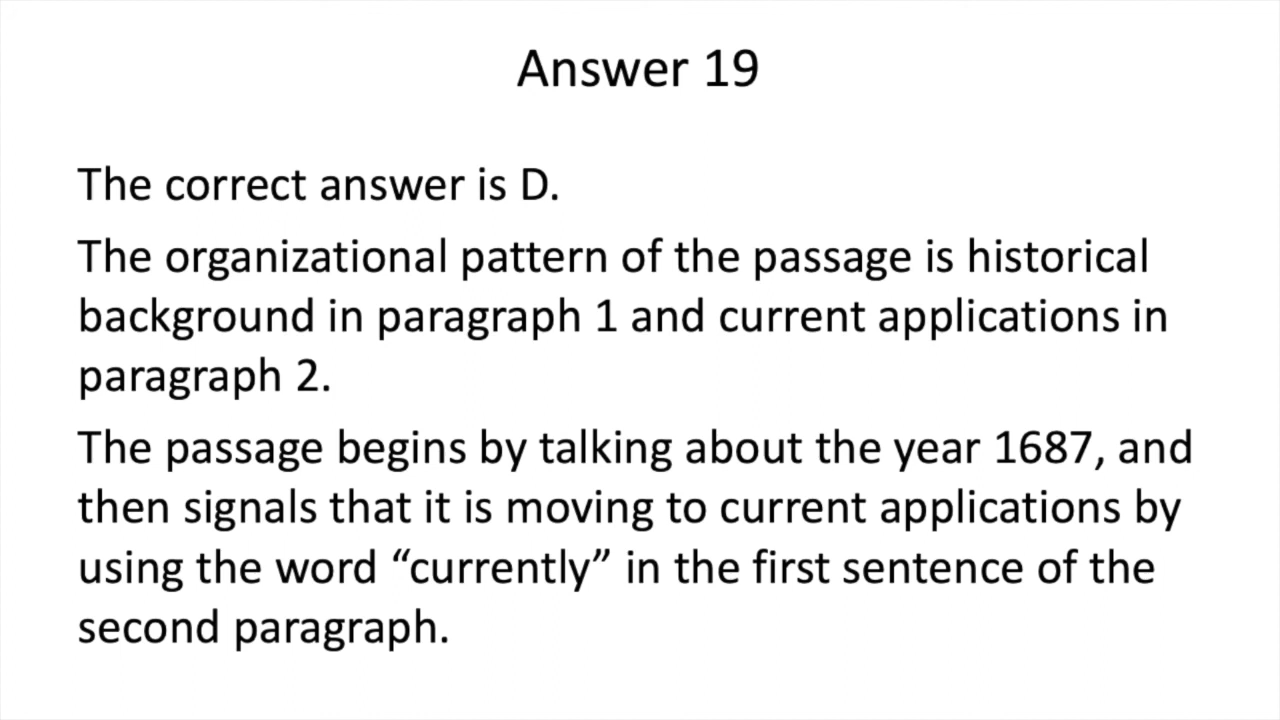 Answer 19
The correct answer is D.
The organizational pattern of the passage is historical
background in paragraph 1 and current applications in
paragraph 2.
The passage begins by talking about the year 1687, and
then signals that it is moving to current applications by
using the word “currently” in the first sentence of the
second paragraph.